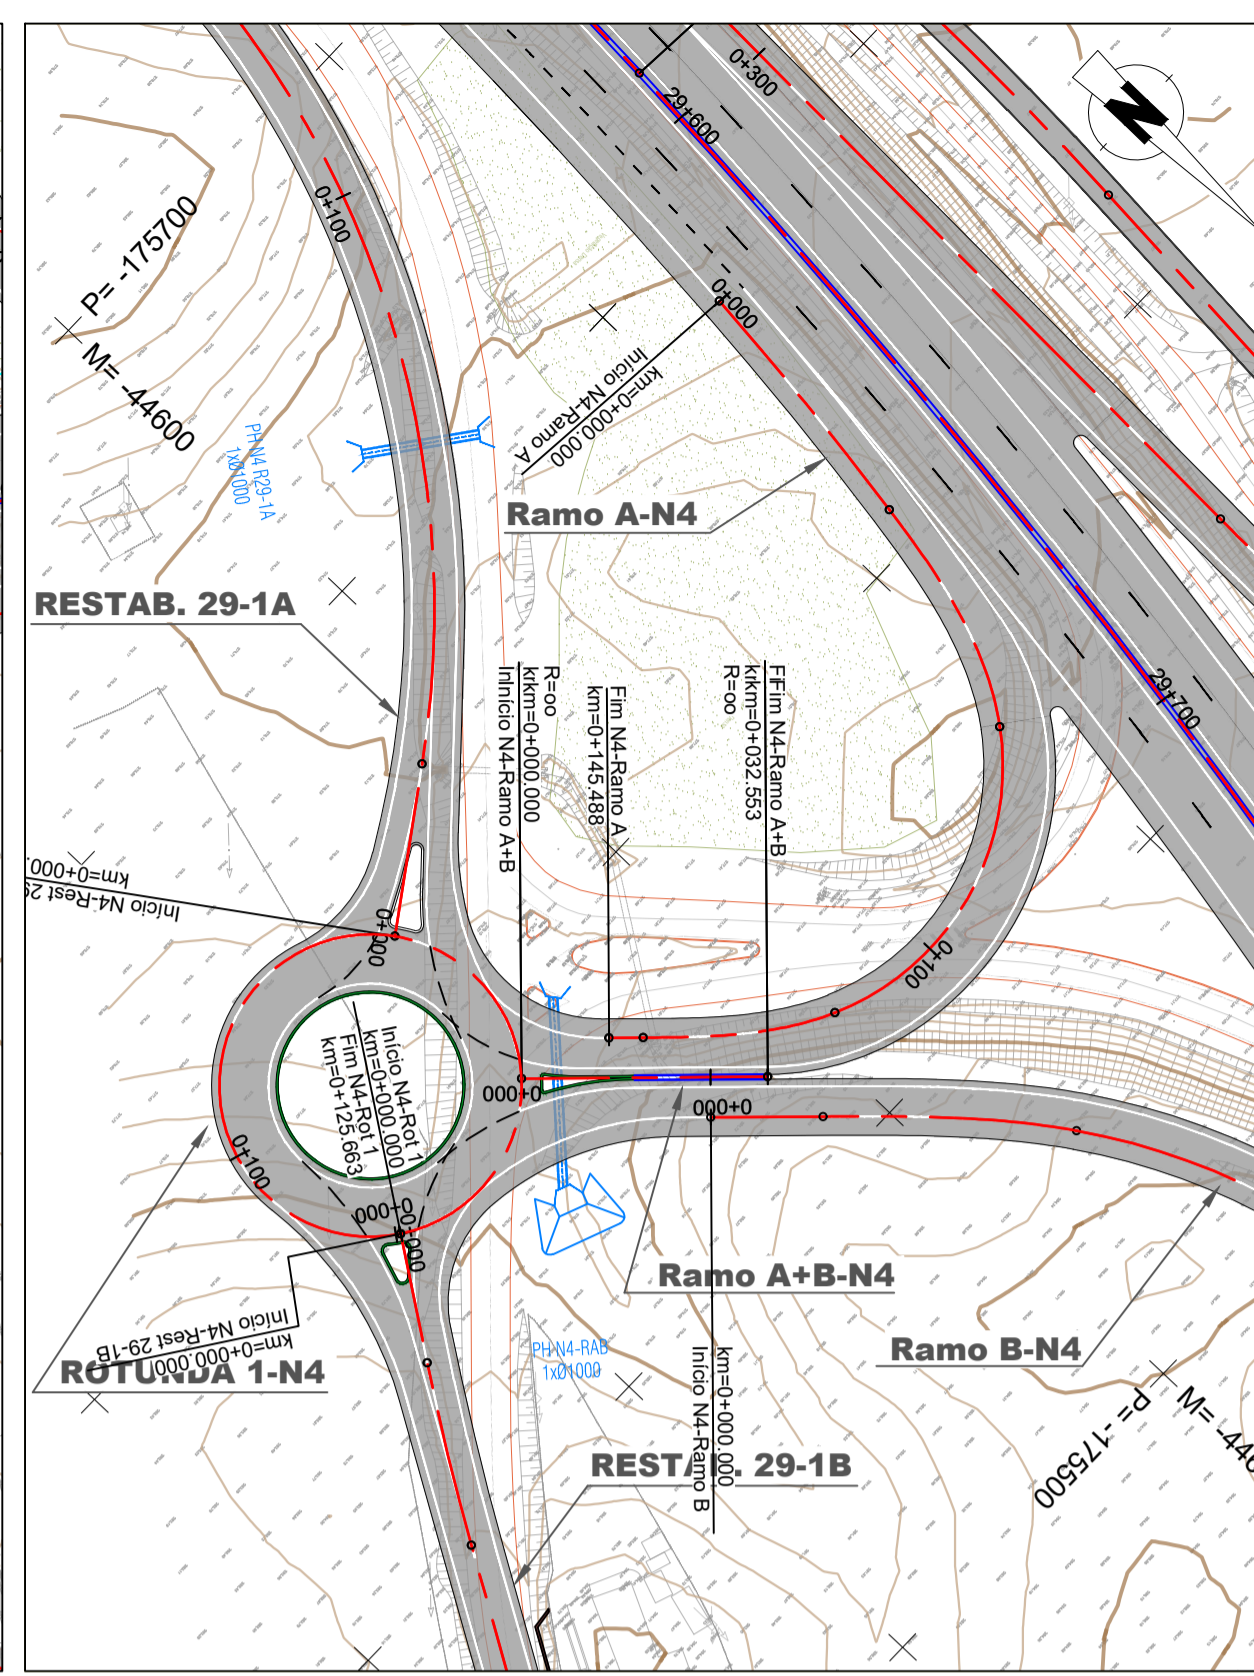 0+300
29+600
N
0+100
P= -175700
M= -44600
0+000
Início N4-Ramo A
km=0+000.000
PH-N4 R29-1A
1xØ1000
Ramo A-N4
RESTAB. 29-1A
29+700
R=oo
km=0+000.000
Início N4-Ramo A+B
Fim N4-Ramo A
km=0+145.488
Fim N4-Ramo A+B
km=0+032.553
R=oo
Início N4-Rest 29
km=0+000.
0+000
0+100
0+000
0+000
Início N4-Rot 1
km=0+000.000
Fim N4-Rot 1
km=0+125.663
0+100
0+000
0+000
Início N4-Rest 29-1B
km=0+000.000
ROTUNDA 1-N4
Ramo A+B-N4
PH-N4-RAB
1xØ1000
km=0+000.000
Início N4-Ramo B
Ramo B-N4
RESTAB. 29-1B
P= -175500
M= -44